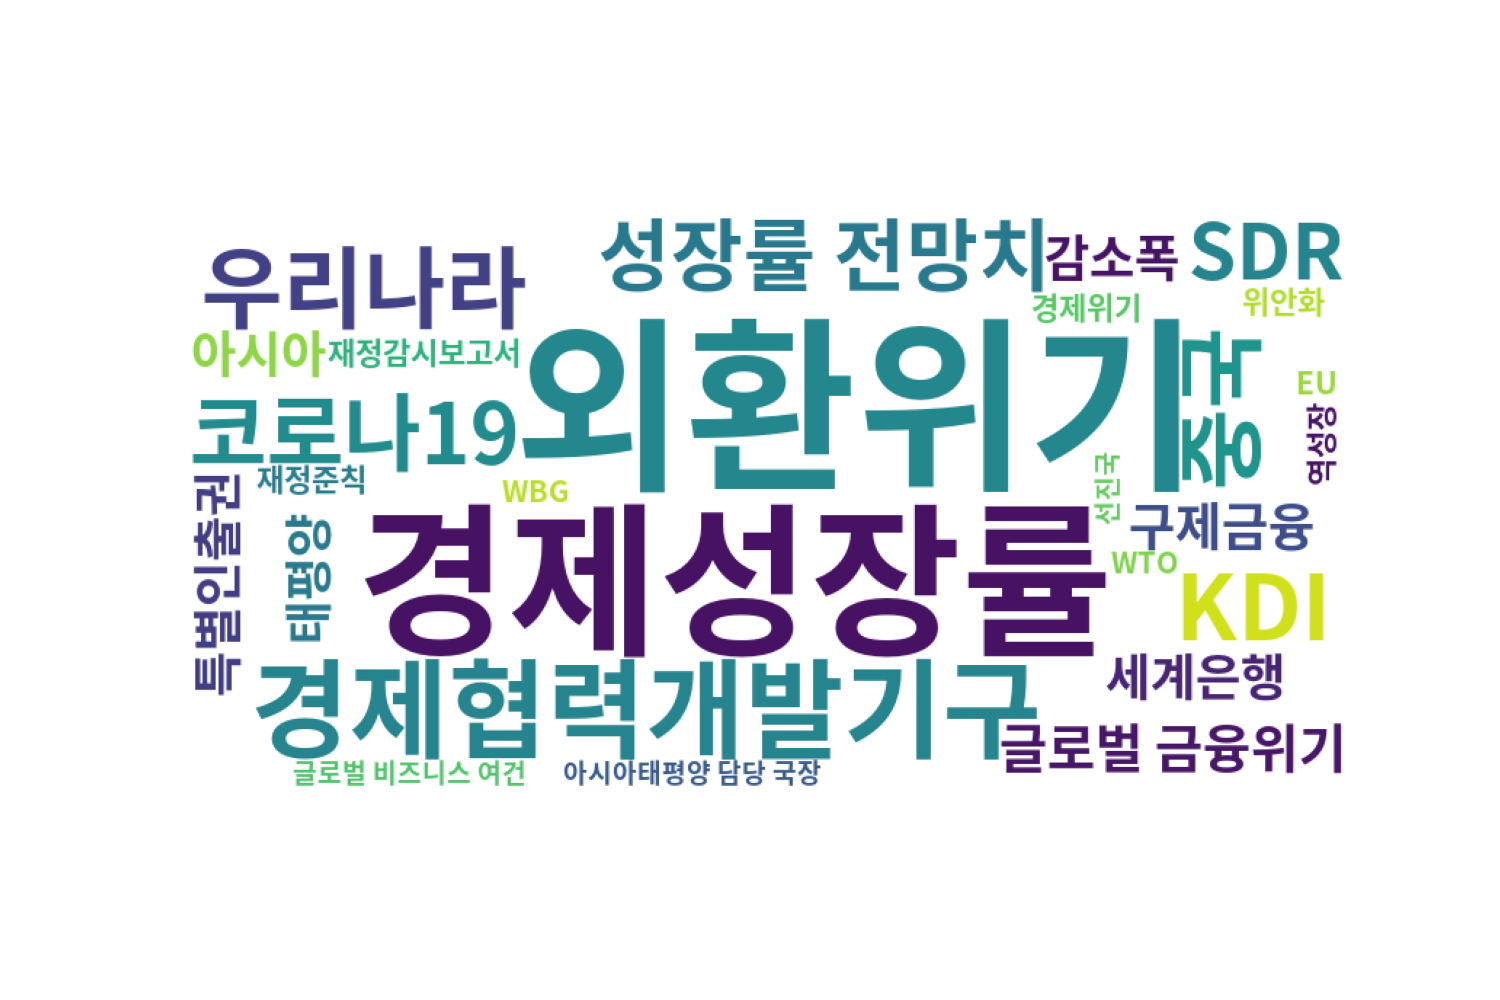 성장률 전망치
감소폭
SDR
우리나라
경제위기
위안화
아시아
재정감시보고서
외환위기
중국
EU
코로나19
역성장
재정준칙
WBG
선진국
특별인출권
태평양
경제성장률
구제금융
WTO
KDI
경제협력개발기구
세계은행
글로벌 금융위기
글로벌 비즈니스 여건
아시아태평양 담당 국장